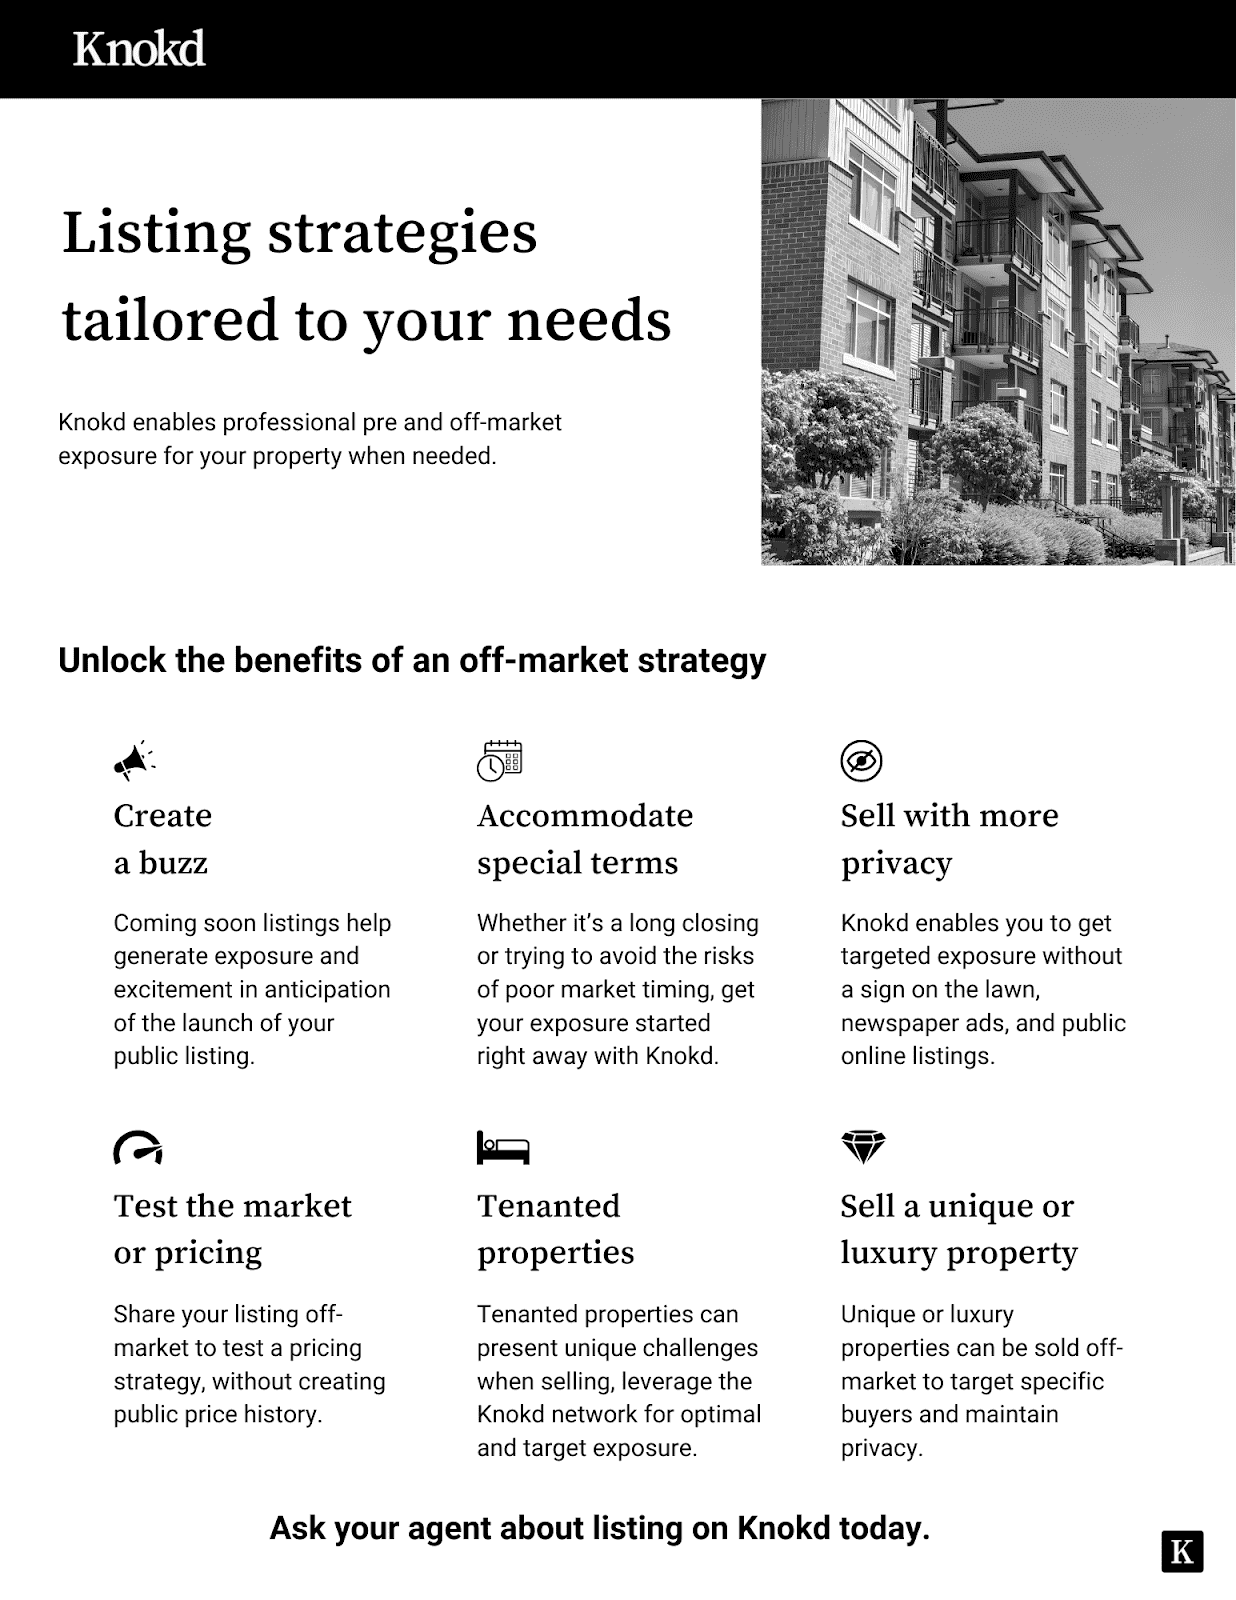 Knokd
Listing strategies
tailored to your needs
Knokd enables professional pre and off-market
exposure for your property when needed.
Unlock the benefits of an off-market strategy
Create
a buzz
Coming soon listings help
generate exposure and
excitement in anticipation
of the launch of your
public listing.
Accommodate
special terms
Whether it’s a long closing
or trying to avoid the risks
of poor market timing, get
your exposure started
right away with Knokd.
Sell with more
privacy
Knokd enables you to get
targeted exposure without
a sign on the lawn,
newspaper ads, and public
online listings.
Test the market
or pricing
Share your listing off-
market to test a pricing
strategy, without creating
public price history.
Tenanted
properties
Tenanted properties can
present unique challenges
when selling, leverage the
Knokd network for optimal
and target exposure.
Sell a unique or
luxury property
Unique or luxury
properties can be sold off-
market to target specific
buyers and maintain
privacy.
Ask your agent about listing on Knokd today.
K